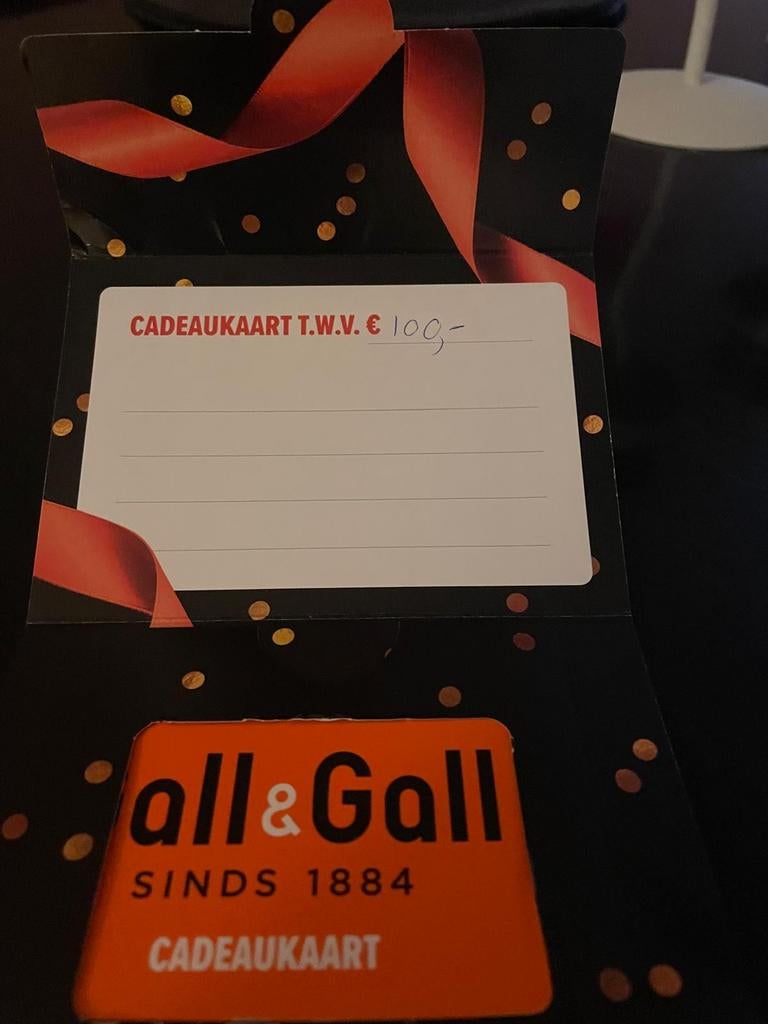 CADEAUKAART T.W.V. € 100,-
all & Gall
SINDS 1884
CADEAUKAART